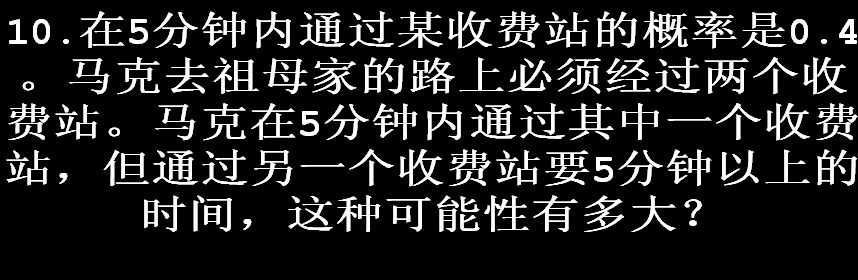 10.在5分钟内通过某收费站的概率是0.4
。马克去祖母家的路上必须经过两个收
费站。马克在5分钟内通过其中一个收费
站，但通过另一个收费站要5分钟以上的
时间，这种可能性有多大？